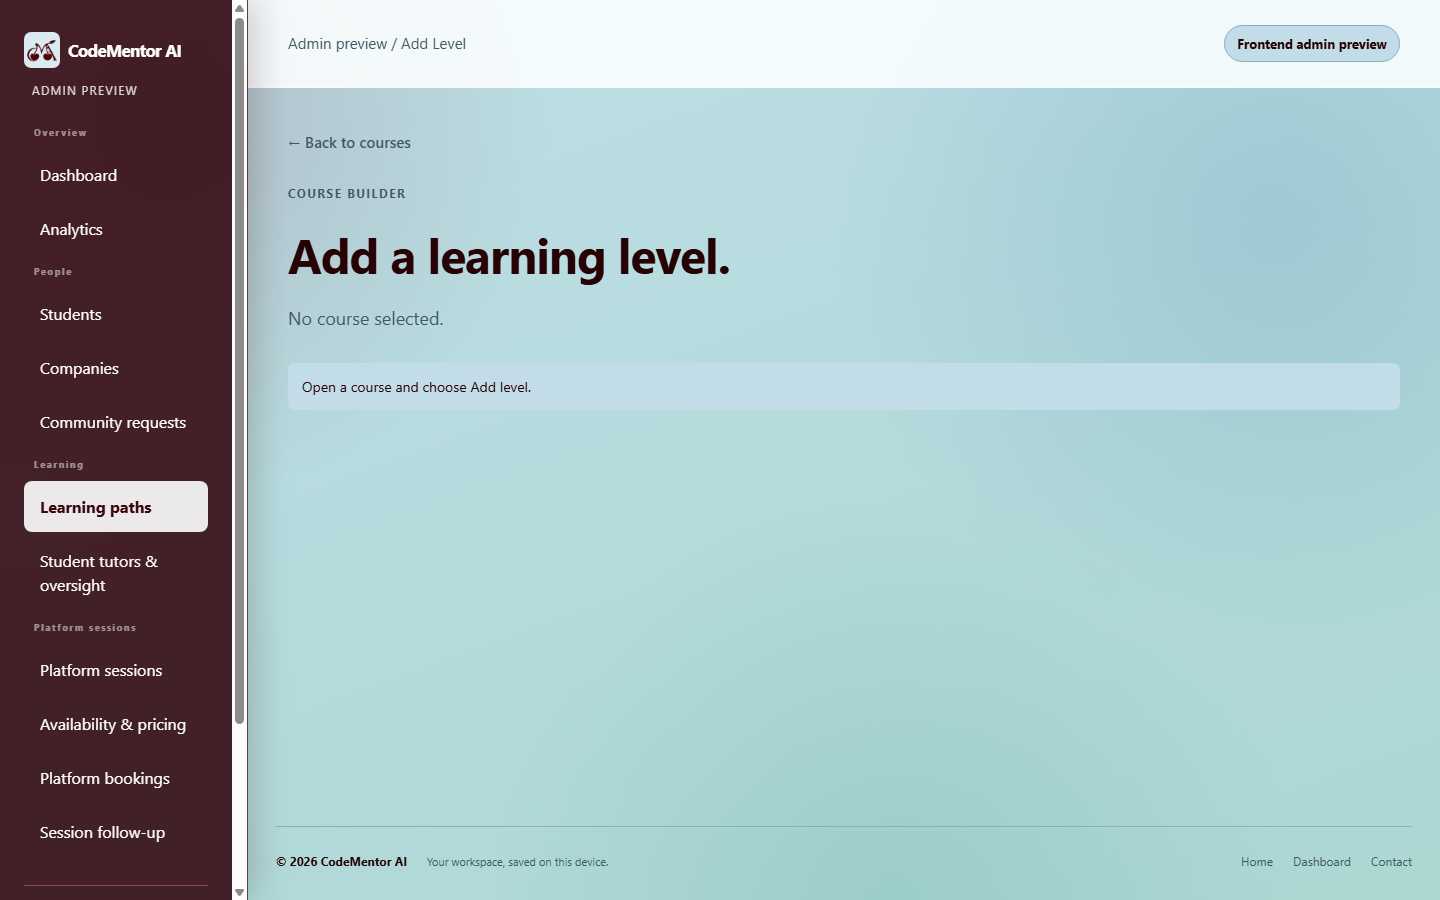 CodeMentor AI
ADMIN PREVIEW
Overview
Dashboard
Analytics
People
Students
Companies
Community requests
Learning
Learning paths
Student tutors &
oversight
Platform sessions
Platform sessions
Availability & pricing
Platform bookings
Session follow-up
Admin preview / Add Level
Frontend admin preview
← Back to courses
COURSE BUILDER
Add a learning level.
No course selected.
Open a course and choose Add level.
© 2026 CodeMentor AI
Your workspace, saved on this device.
Home
Dashboard
Contact